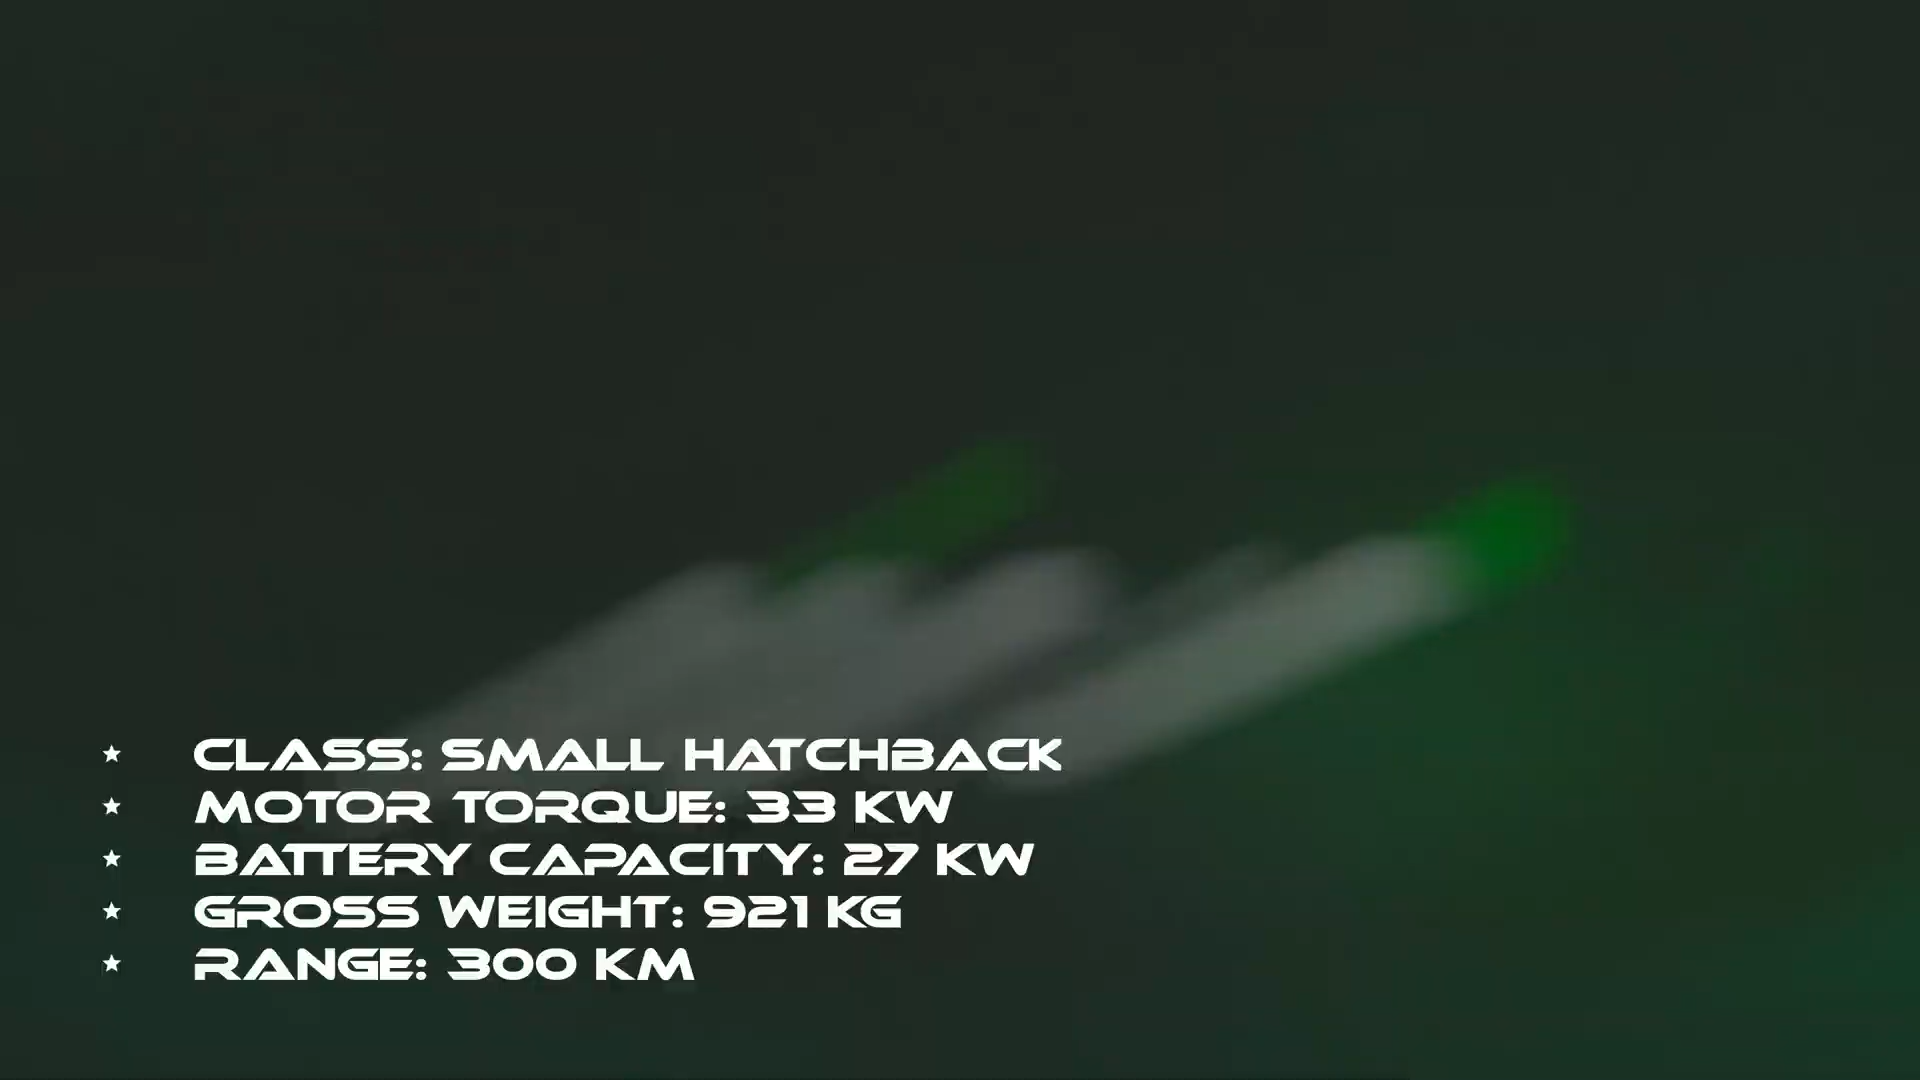 ★ CLASS: SMALL HATCHBACK
★ MOTOR TORQUE: 33 KW
★ BATTERY CAPACITY: 27 KW
★ GROSS WEIGHT: 921 KG
★ RANGE: 300 KM